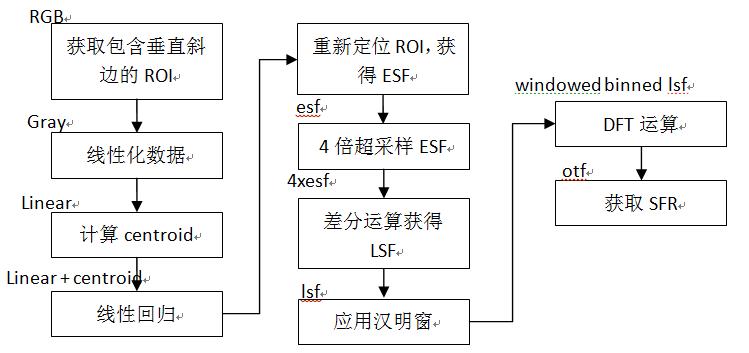 RGB
获取包含垂直斜
边的ROI
Gray
线性化数据
Linear
计算 centroid
Linear + centroid
线性回归
重新定位 ROI，获
得 ESF
esf
4 倍超采样 ESF
4xesf
差分运算获得
LSF
lsf
应用汉明窗
windowed binned lsf
DFT 运算
otf
获取 SFR